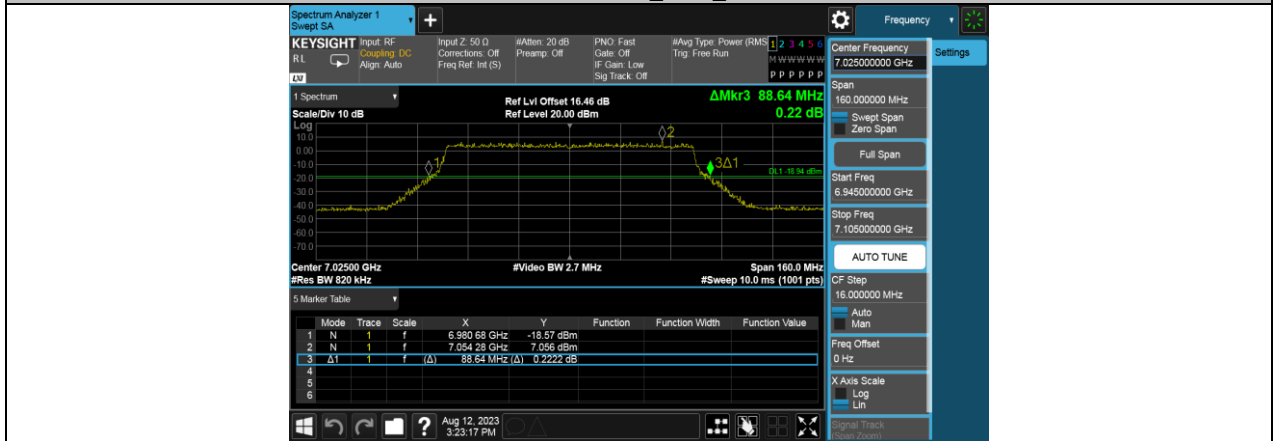 Spectrum Analyzer 1
Swept SA
Frequency
KEYSIGHT
RL
LXI
Input: RF
Coupling: DC
Align: Auto
Input Z: 50 Ω
Corrections: Off
Freq Ref: Int (S)
#Atten: 20 dB
Preamp: Off
PNO: Fast
Gate: Off
IF Gain: Low
Sig Track: Off
#Avg Type: Power (RMS
Trig: Free Run
1 2 3 4 5 6
M W W W W W
P P P P P P
1 Spectrum
Scale/Div 10 dB
Ref Lvl Offset 16.46 dB
Ref Level 20.00 dBm
ΔMkr3 88.64 MHz
0.22 dB
Log
10.0
0.00
-10.0
-20.0
-30.0
-40.0
-50.0
-60.0
-70.0
1
2
3Δ1
DL1 -18.94 dBm
Center 7.02500 GHz
#Res BW 820 kHz
#Video BW 2.7 MHz
Span 160.0 MHz
#Sweep 10.0 ms (1001 pts)
5 Marker Table
Mode Trace Scale X Y Function Function Width Function Value
1 N 1 f 6.980 68 GHz -18.57 dBm
2 N 1 f 7.054 28 GHz 7.056 dBm
3 Δ1 1 f (Δ) 88.64 MHz (Δ) 0.2222 dB
4
5
6
Aug 12, 2023
3:23:17 PM
?
Center Frequency
7.025000000 GHz
Settings
Span
160.000000 MHz
Swept Span
Zero Span
Full Span
Start Freq
6.945000000 GHz
Stop Freq
7.105000000 GHz
AUTO TUNE
CF Step
16.000000 MHz
Auto
Man
Freq Offset
0 Hz
X Axis Scale
Log
Lin
Signal Track
(Span Zoom)